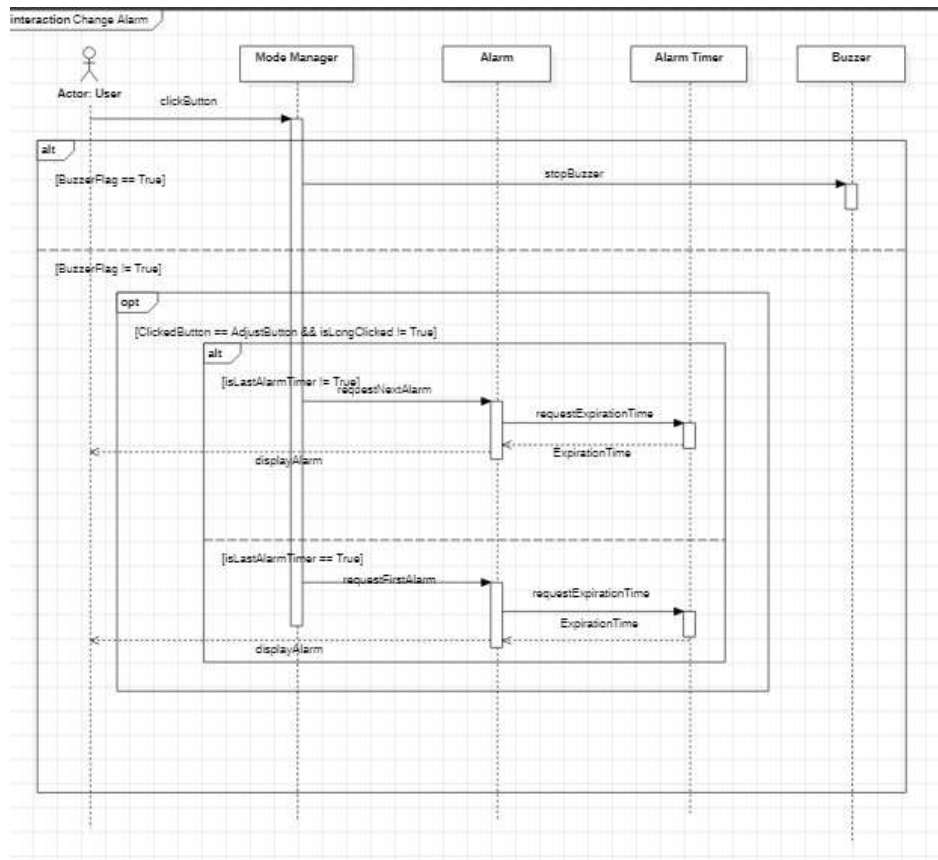 interaction Change Alarm
Mode Manager
Alarm
Alarm Timer
Buzzer
Actor: User
clickButton
alt
[BuzzerFlag == True]
stopBuzzer
[BuzzerFlag != True]
opt
[ClickedButton == AdjustButton && isLongClicked != True]
alt
[isLastAlarmTimer != True]
requestNextAlarm
requestExpirationTime
ExpirationTime
displayAlarm
[isLastAlarmTimer == True]
requestFirstAlarm
requestExpirationTime
ExpirationTime
displayAlarm